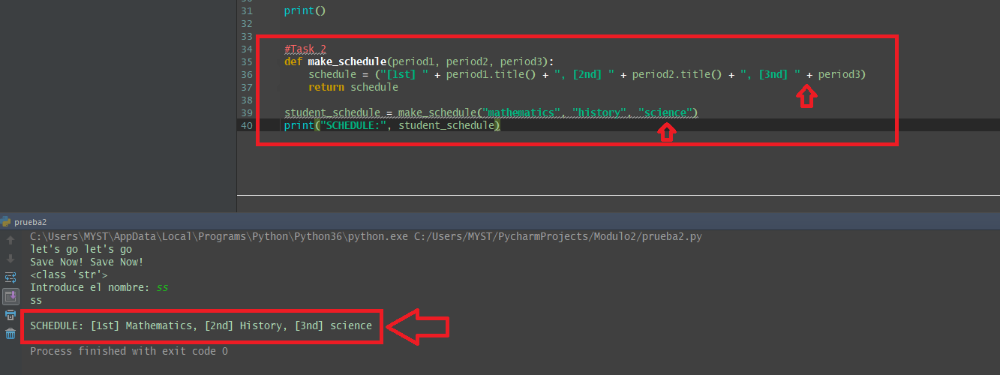 30
31 print()
32
33
34 #Task 2
35 def make_schedule(period1, period2, period3):
36 schedule = ("[1st] " + period1.title() + ", [2nd] " + period2.title() + ", [3nd] " + period3)
37 return schedule
38
39 student_schedule = make_schedule("mathematics", "history", "science")
40 print("SCHEDULE:", student_schedule)
prueba2
C:\Users\MYST\AppData\Local\Programs\Python\Python36\python.exe C:/Users/MYST/PycharmProjects/Modulo2/prueba2.py
let's go let's go
Save Now! Save Now!
<class 'str'>
Introduce el nombre: ss
ss
SCHEDULE: [1st] Mathematics, [2nd] History, [3nd] science
Process finished with exit code 0